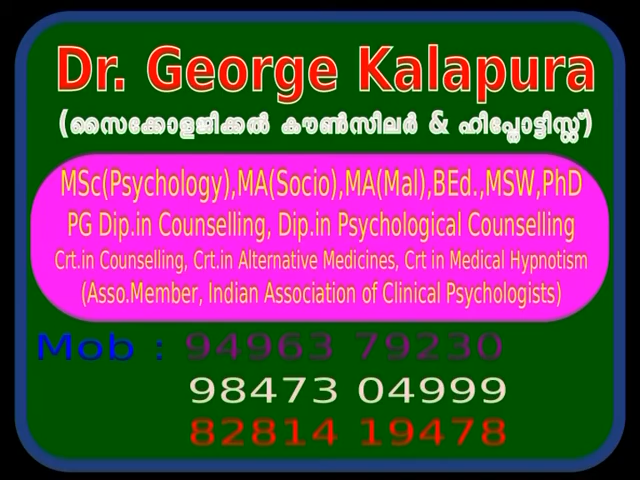 Dr. George Kalapura
(സൈക്കോളജിക്കൽ കൗൺസിലർ & ഹിപ്നോട്ടിസ്റ്റ്)
MSc(Psychology),MA(Socio),MA(Mal),BEd.,MSW,PhD
PG Dip.in Counselling, Dip.in Psychological Counselling
Crt.in Counselling, Crt.in Alternative Medicines, Crt in Medical Hypnotism
(Asso.Member, Indian Association of Clinical Psychologists)
Mob : 94963 79230
98473 04999
82814 19478